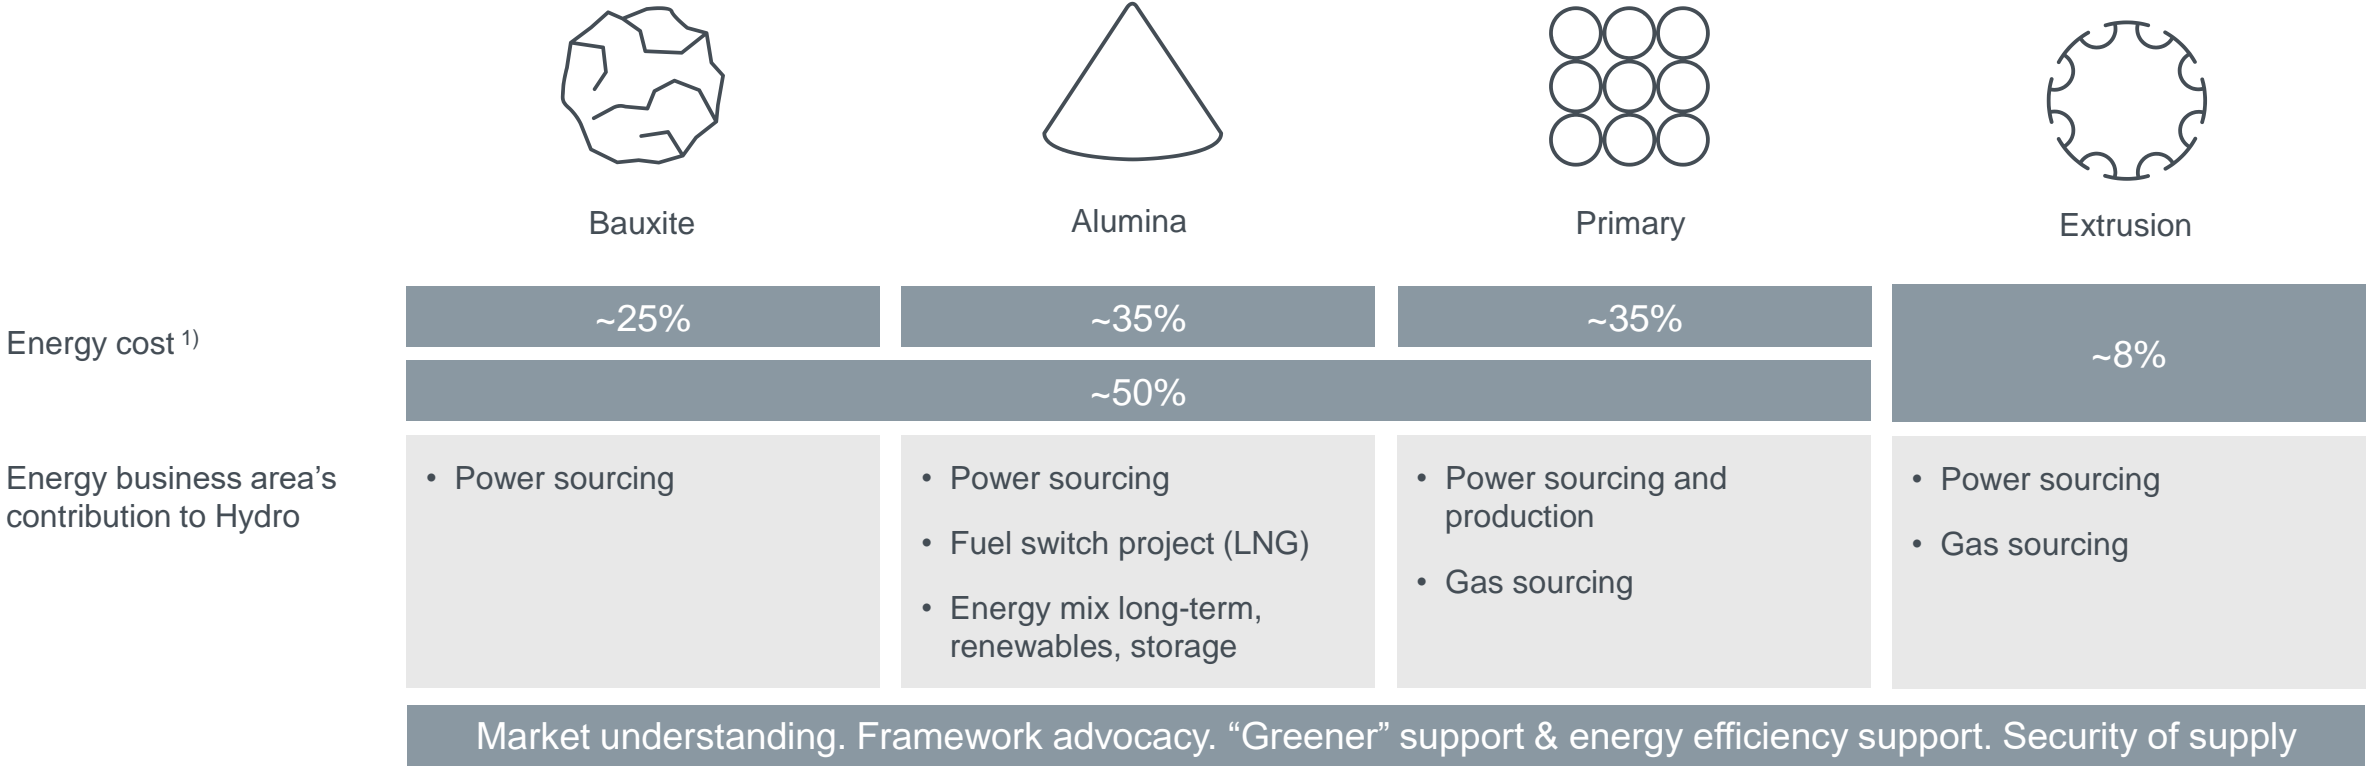 Bauxite
Alumina
Primary
Extrusion
Energy cost 1)
~25%
~35%
~35%
~8%
~50%
Energy business area’s
contribution to Hydro
• Power sourcing
• Power sourcing
• Fuel switch project (LNG)
• Energy mix long-term,
renewables, storage
• Power sourcing and
production
• Gas sourcing
• Power sourcing
• Gas sourcing
Market understanding. Framework advocacy. “Greener” support & energy efficiency support. Security of supply